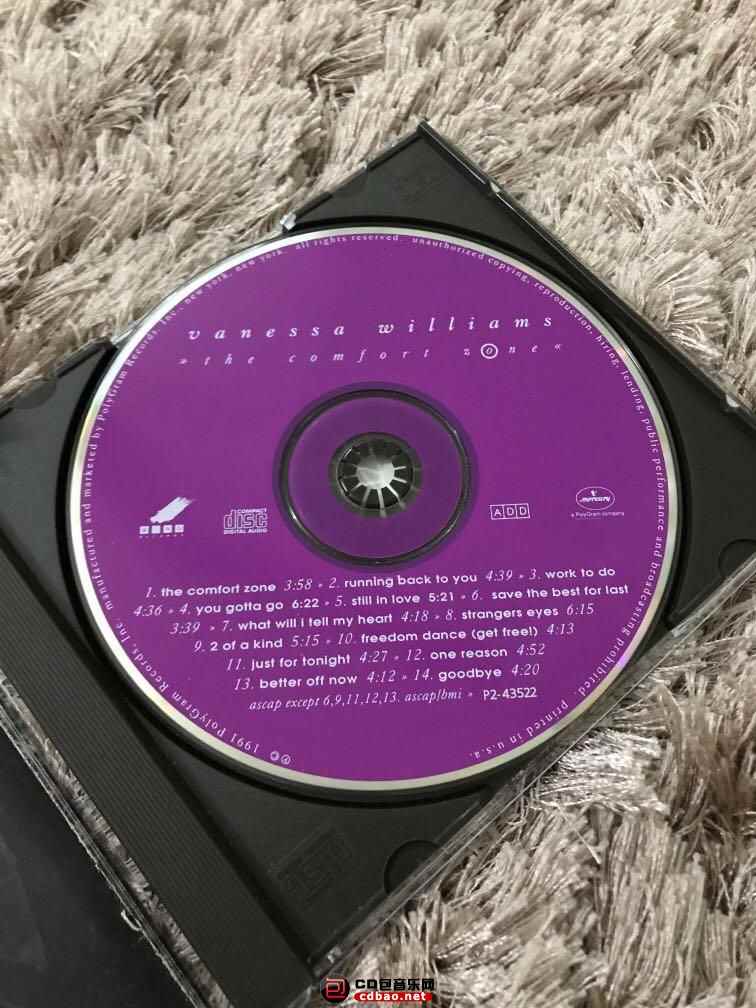 ℗© 1991 PolyGram Records, Inc. manufactured and marketed by PolyGram Records, Inc., new york, new york. all rights reserved. unauthorized copying, reproduction, hiring, lending, public performance and broadcasting prohibited. printed in u.s.a.
vanessa williams
» the comfort zone «
WING
RECORDS
COMPACT
disc
DIGITAL AUDIO
ADD
mercury
a PolyGram company
1. the comfort zone 3:58 » 2. running back to you 4:39 » 3. work to do
4:36 » 4. you gotta go 6:22 » 5. still in love 5:21 » 6. save the best for last
3:39 » 7. what will i tell my heart 4:18 » 8. strangers eyes 6:15
9. 2 of a kind 5:15 » 10. freedom dance (get free!) 4:13
11. just for tonight 4:27 » 12. one reason 4:52
13. better off now 4:12 » 14. goodbye 4:20
ascap except 6,9,11,12,13. ascap/bmi » P2-43522
CD包音乐网
cdbao.net